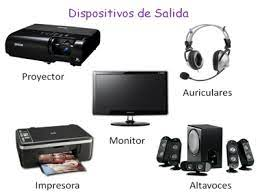 Dispositivos de Salida
Proyector
Auriculares
Monitor
Impresora
Altavoces